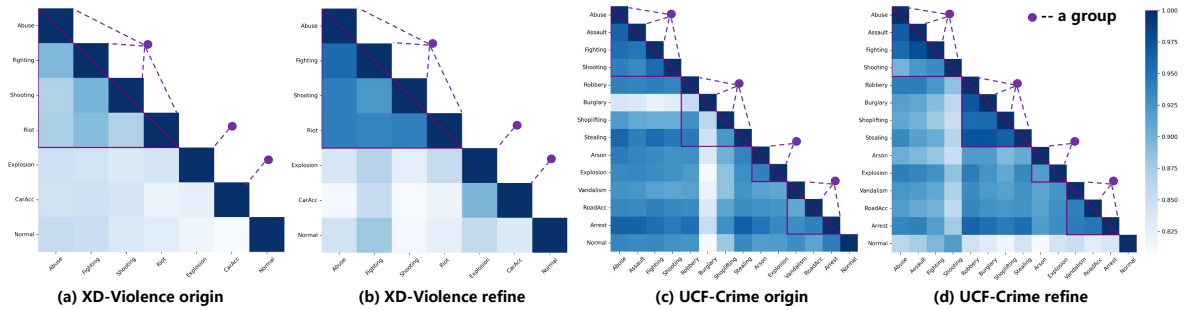 -- a group
Abuse
Fighting
Shooting
Riot
Explosion
CarAcc
Normal
Abuse
Fighting
Shooting
Riot
Explosion
CarAcc
Normal
(a) XD-Violence origin
Abuse
Fighting
Shooting
Riot
Explosion
CarAcc
Normal
Abuse
Fighting
Shooting
Riot
Explosion
CarAcc
Normal
(b) XD-Violence refine
Abuse
Assault
Fighting
Shooting
Robbery
Burglary
Shoplifting
Stealing
Arson
Explosion
Vandalism
RoadAcc
Arrest
Normal
Abuse
Assault
Fighting
Shooting
Robbery
Burglary
Shoplifting
Stealing
Arson
Explosion
Vandalism
RoadAcc
Arrest
Normal
(c) UCF-Crime origin
Abuse
Assault
Fighting
Shooting
Robbery
Burglary
Shoplifting
Stealing
Arson
Explosion
Vandalism
RoadAcc
Arrest
Normal
Abuse
Assault
Fighting
Shooting
Robbery
Burglary
Shoplifting
Stealing
Arson
Explosion
Vandalism
RoadAcc
Arrest
Normal
(d) UCF-Crime refine
1.000
0.975
0.950
0.925
0.900
0.875
0.850
0.825